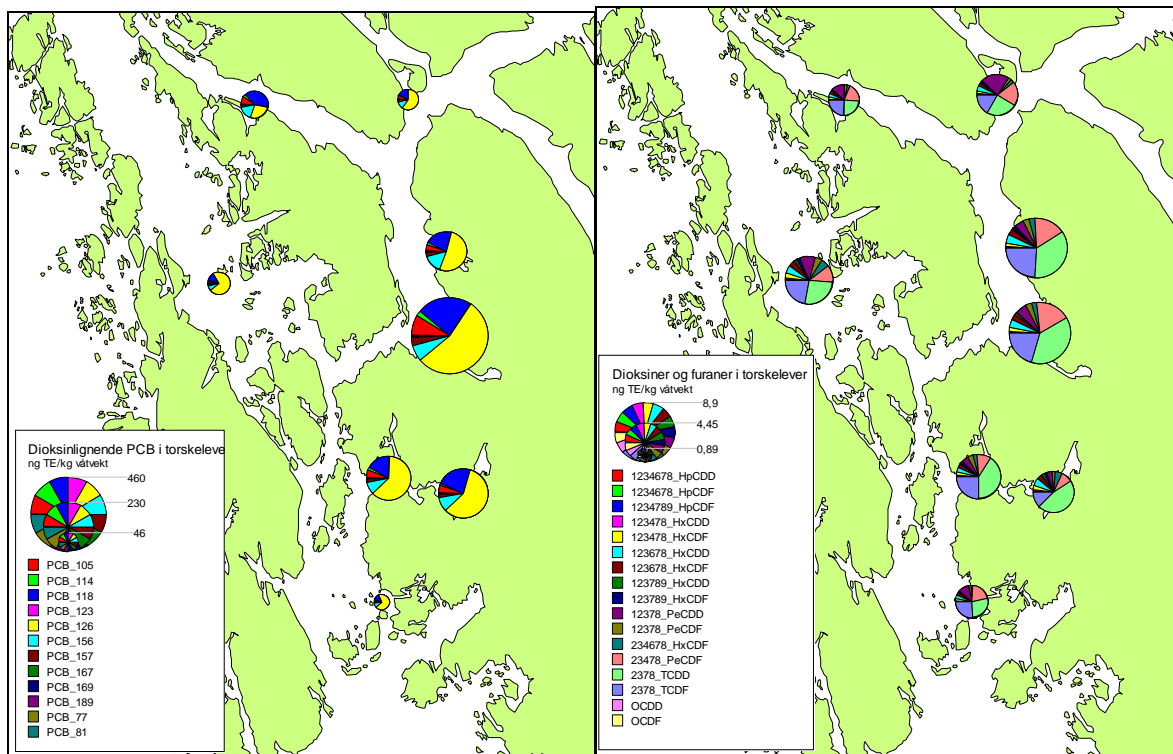 Dioksinlignende PCB i torskeleve
ng TE/kg våtvekt
460
230
46
PCB_105
PCB_114
PCB_118
PCB_123
PCB_126
PCB_156
PCB_157
PCB_167
PCB_169
PCB_189
PCB_77
PCB_81
Dioksiner og furaner i torskelever
ng TE/kg våtvekt
8,9
4,45
0,89
1234678_HpCDD
1234678_HpCDF
1234789_HpCDF
123478_HxCDD
123478_HxCDF
123678_HxCDD
123678_HxCDF
123789_HxCDD
123789_HxCDF
12378_PeCDD
12378_PeCDF
234678_HxCDF
23478_PeCDF
2378_TCDD
2378_TCDF
OCDD
OCDF